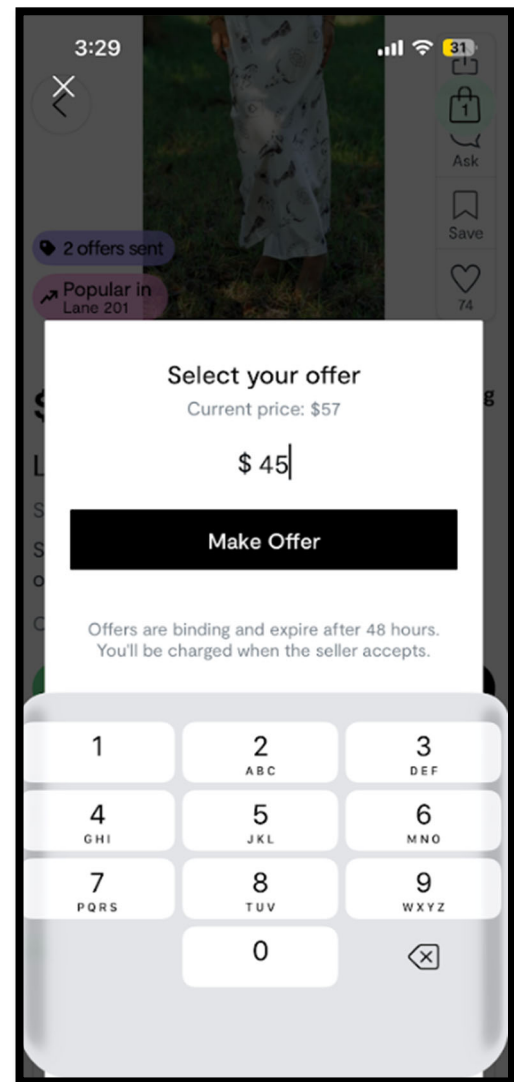 3:29
31
1
Ask
Save
74
2 offers sent
Popular in
Lane 201
Select your offer
Current price: $57
$ 45
Make Offer
Offers are binding and expire after 48 hours.
You'll be charged when the seller accepts.
$
g
L
S
S
o
1
2
ABC
3
DEF
4
GHI
5
JKL
6
MNO
7
PQRS
8
TUV
9
WXYZ
0